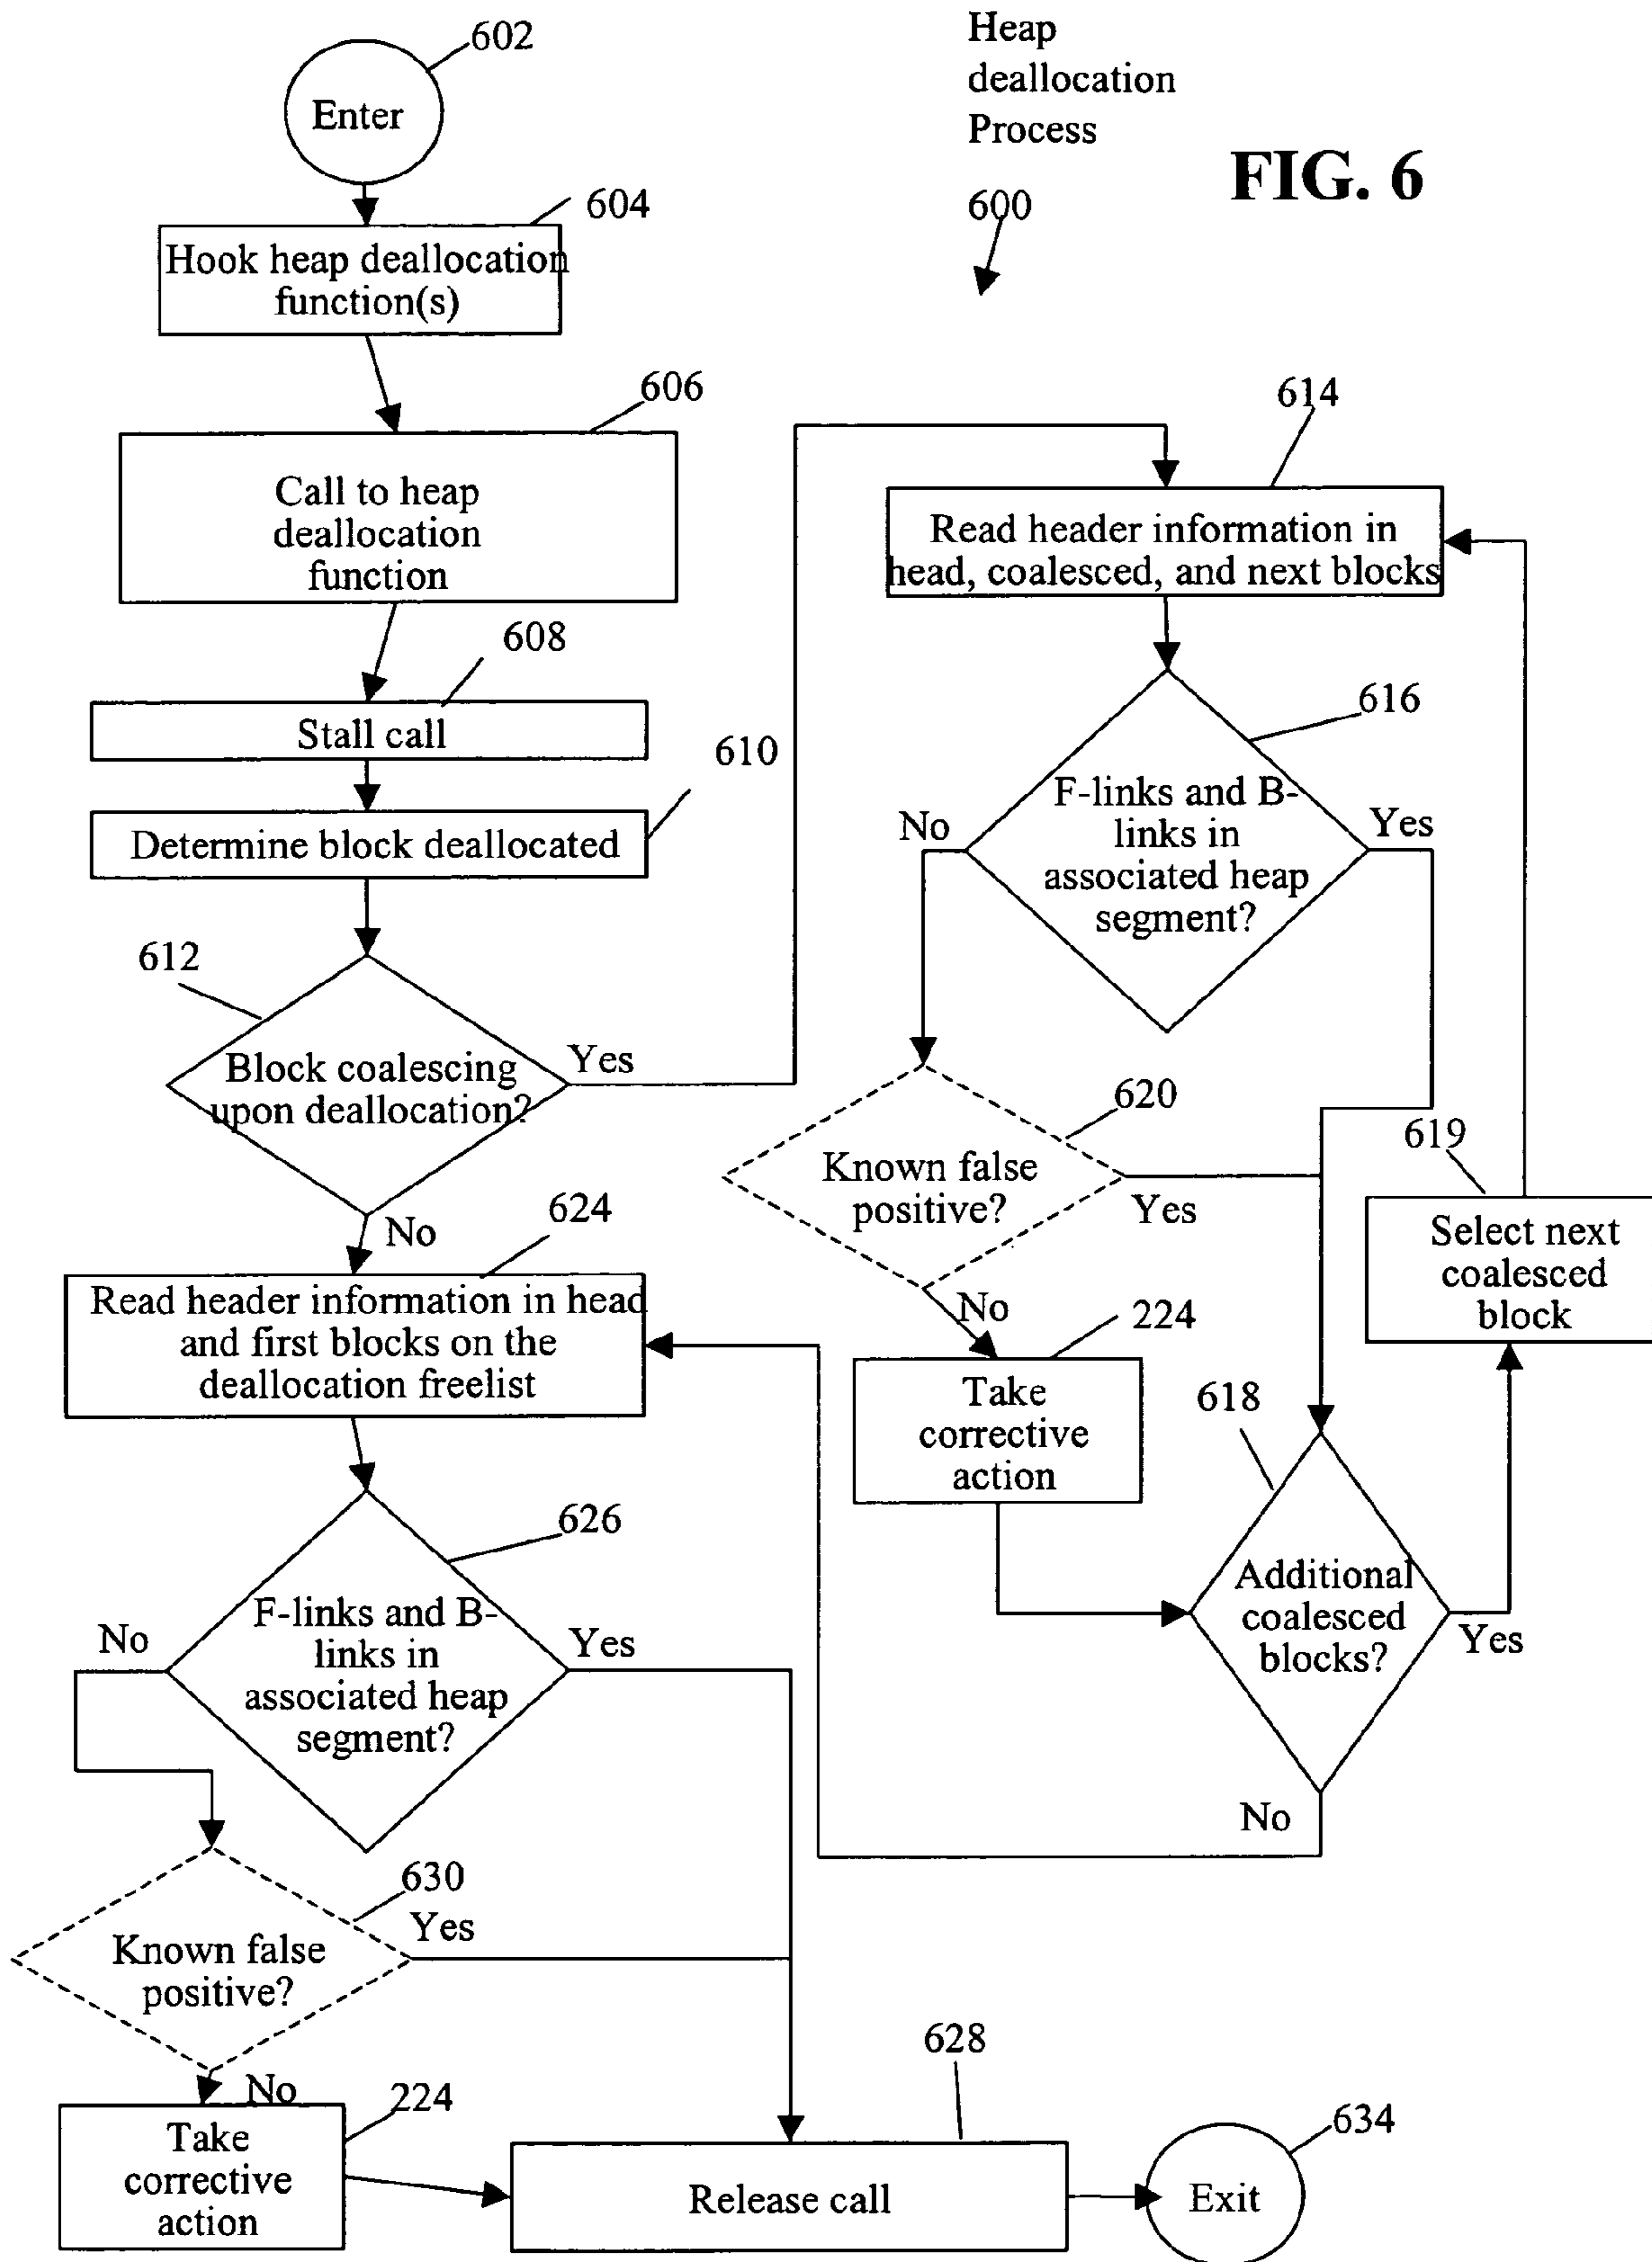 602
Enter
Heap
deallocation
Process
FIG. 6
600
604
Hook heap deallocation
function(s)
606
Call to heap
deallocation
function
608
Stall call
610
Determine block deallocated
612
Block coalescing
upon deallocation?
Yes
No
614
Read header information in
head, coalesced, and next blocks
616
F-links and B-
links in
associated heap
segment?
No
Yes
620
Known false
positive?
Yes
No
619
Select next
coalesced
block
224
Take
corrective
action
618
Additional
coalesced
blocks?
Yes
No
624
Read header information in head
and first blocks on the
deallocation freelist
626
F-links and B-
links in
associated heap
segment?
No
Yes
630
Known false
positive?
Yes
No
224
Take
corrective
action
628
Release call
634
Exit